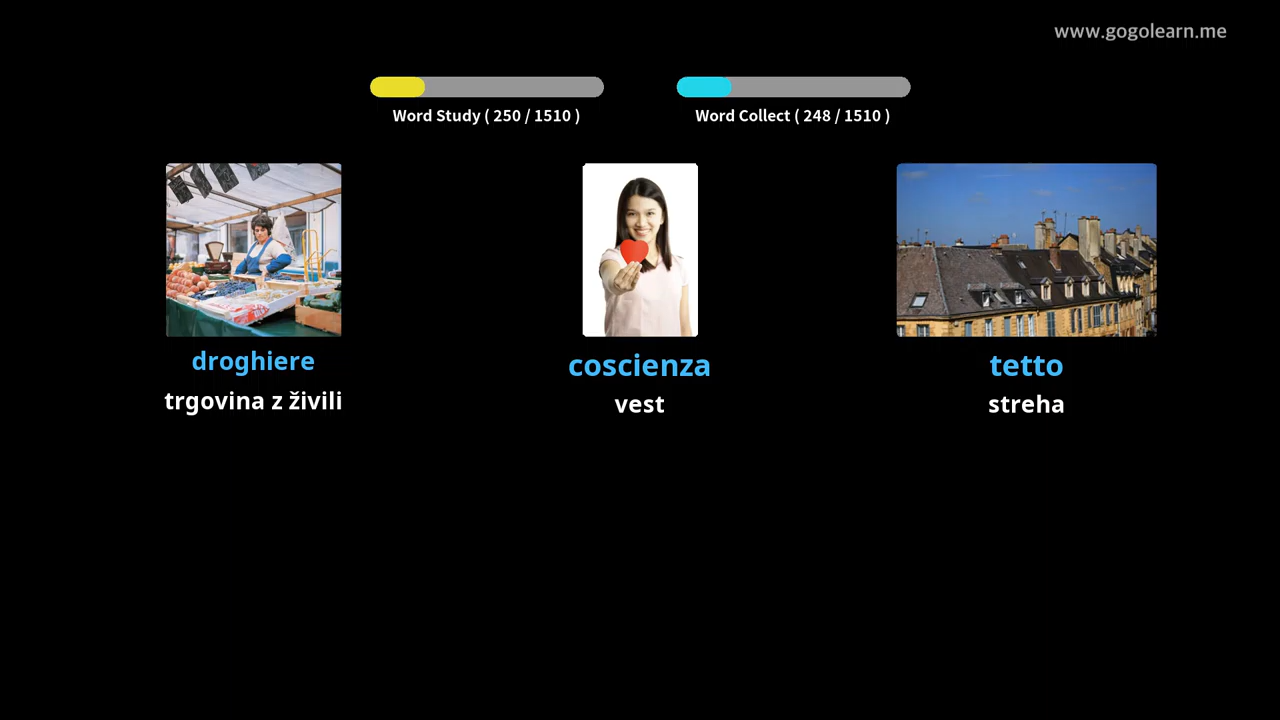 www.gogolearn.me
Word Study ( 250 / 1510 )
Word Collect ( 248 / 1510 )
droghiere
trgovina z živili
coscienza
vest
tetto
streha